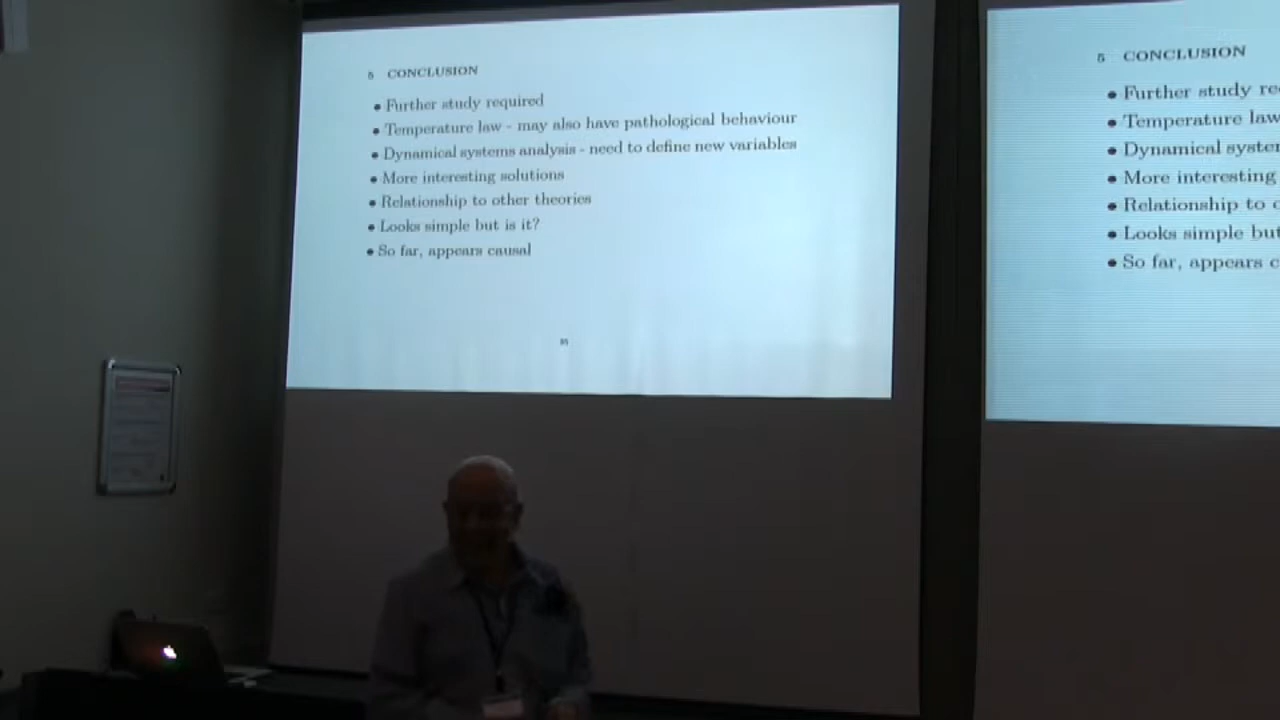 5 CONCLUSION
• Further study required
• Temperature law - may also have pathological behaviour
• Dynamical systems analysis - need to define new variables
• More interesting solutions
• Relationship to other theories
• Looks simple but is it?
• So far, appears causal
5 CONCLUSION
• Further study re
• Temperature law
• Dynamical syster
• More interesting
• Relationship to
• Looks simple but
• So far, appears